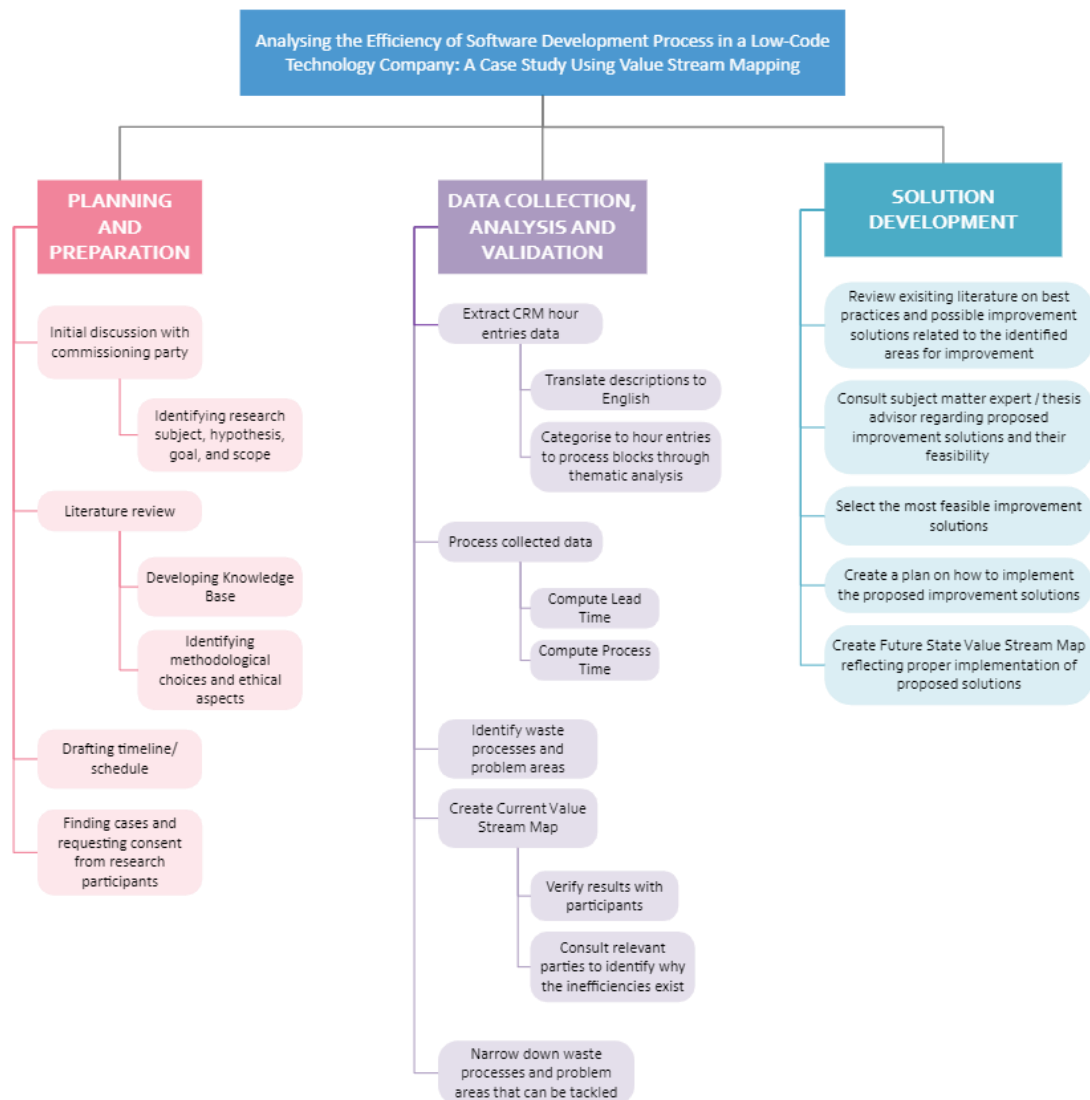 Analysing the Efficiency of Software Development Process in a Low-Code
Technology Company: A Case Study Using Value Stream Mapping
PLANNING
AND
PREPARATION
Initial discussion with
commissioning party
Identifying research
subject, hypothesis,
goal, and scope
Literature review
Developing Knowledge
Base
Identifying
methodological
choices and ethical
aspects
Drafting timeline/
schedule
Finding cases and
requesting consent
from research
participants
DATA COLLECTION,
ANALYSIS AND
VALIDATION
Extract CRM hour
entries data
Translate descriptions to
English
Categorise to hour entries
to process blocks through
thematic analysis
Process collected data
Compute Lead
Time
Compute Process
Time
Identify waste
processes and
problem areas
Create Current Value
Stream Map
Verify results with
participants
Consult relevant
parties to identify why
the inefficiencies exist
Narrow down waste
processes and problem
areas that can be tackled
SOLUTION
DEVELOPMENT
Review exisiting literature on best
practices and possible improvement
solutions related to the identified
areas for improvement
Consult subject matter expert / thesis
advisor regarding proposed
improvement solutions and their
feasibility
Select the most feasible improvement
solutions
Create a plan on how to implement
the proposed improvement solutions
Create Future State Value Stream Map
reflecting proper implementation of
proposed solutions